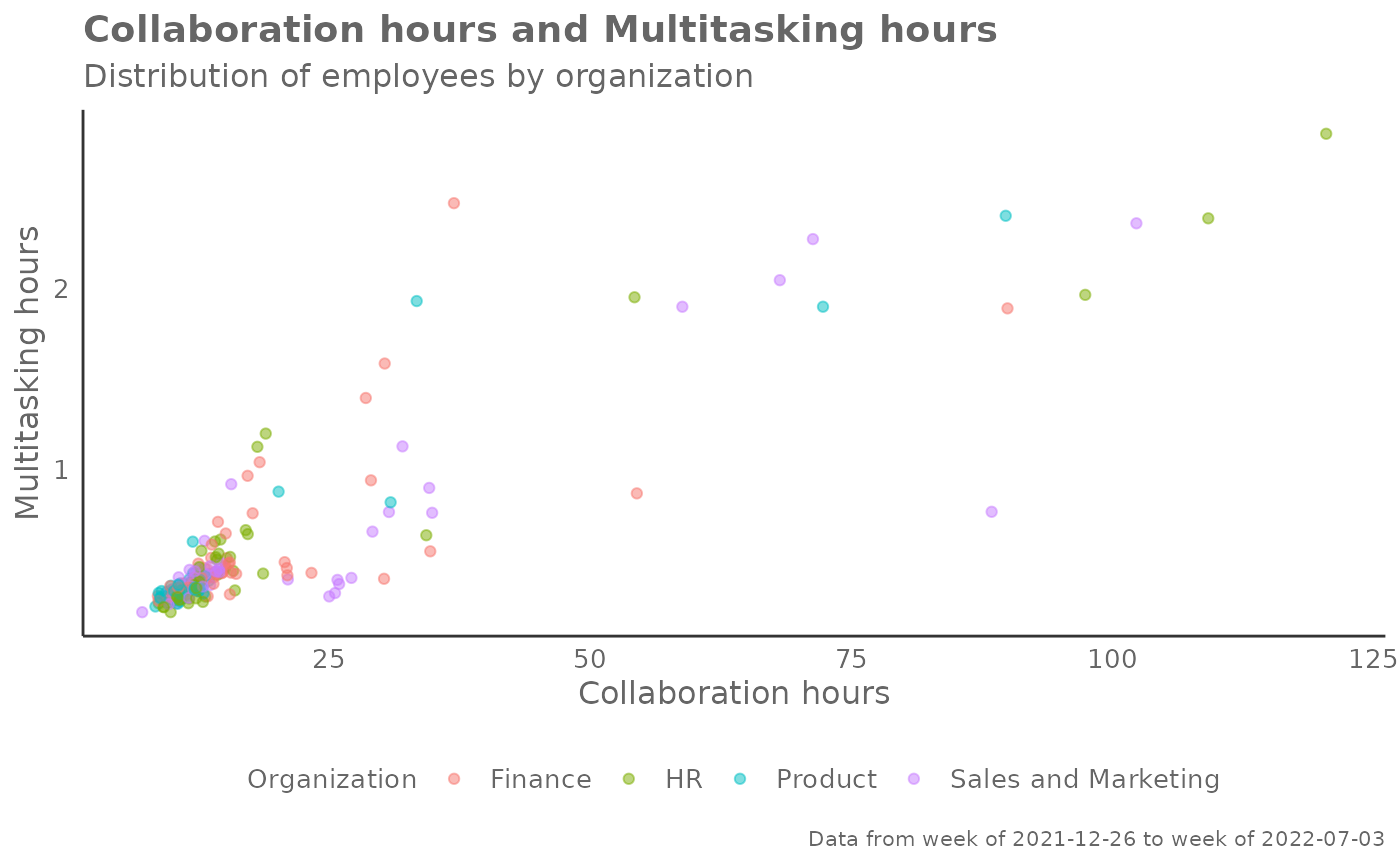 Collaboration hours and Multitasking hours
Distribution of employees by organization
Multitasking hours
2
1
25 50 75 100 125
Collaboration hours
Organization Finance HR Product Sales and Marketing
Data from week of 2021-12-26 to week of 2022-07-03